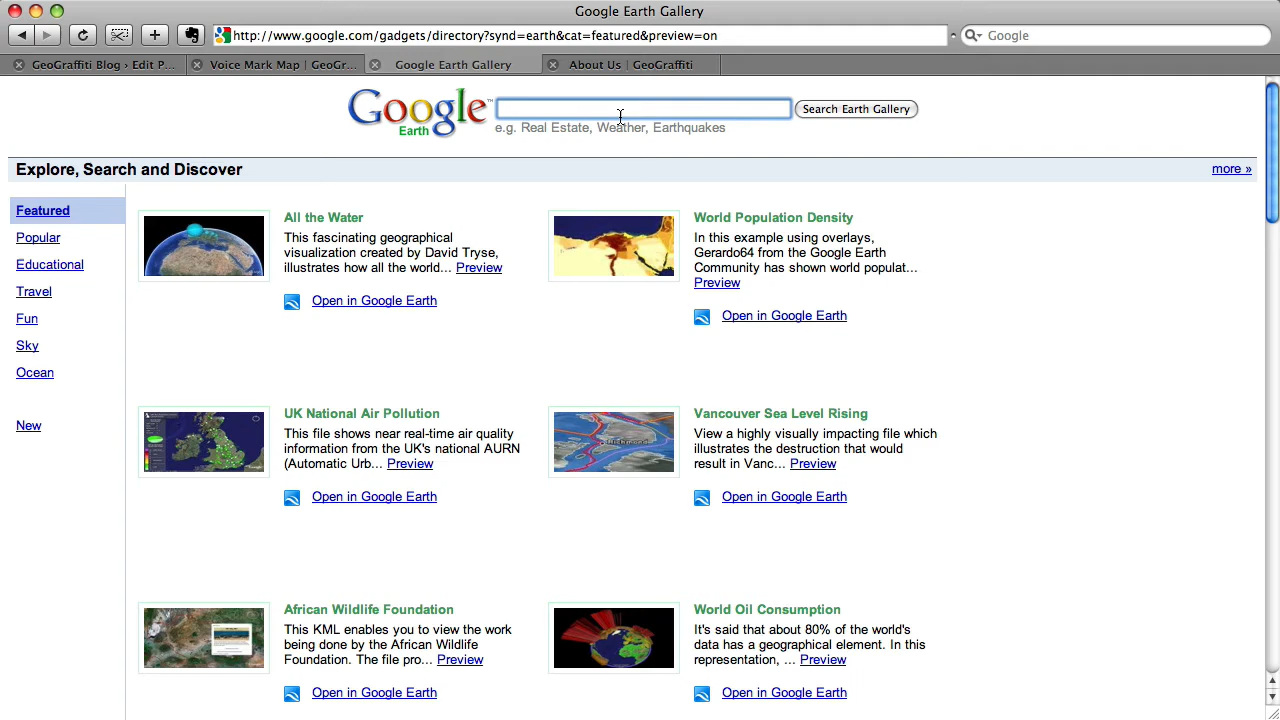 Google Earth Gallery
http://www.google.com/gadgets/directory?synd=earth&cat=featured&preview=on
Google
GeoGraffiti Blog › Edit P...
Voice Mark Map | GeoGr...
Google Earth Gallery
About Us | GeoGraffiti
Google™
Earth
Search Earth Gallery
e.g. Real Estate, Weather, Earthquakes
Explore, Search and Discover
more »
Featured
Popular
Educational
Travel
Fun
Sky
Ocean
New
All the Water
This fascinating geographical
visualization created by David Tryse,
illustrates how all the world... Preview
Open in Google Earth
World Population Density
In this example using overlays,
Gerardo64 from the Google Earth
Community has shown world populat...
Preview
Open in Google Earth
UK National Air Pollution
This file shows near real-time air quality
information from the UK's national AURN
(Automatic Urb... Preview
Open in Google Earth
Richmond
Vancouver Sea Level Rising
View a highly visually impacting file which
illustrates the destruction that would
result in Vanc... Preview
Open in Google Earth
African Wildlife Foundation
This KML enables you to view the work
being done by the African Wildlife
Foundation. The file pro... Preview
Open in Google Earth
World Oil Consumption
It's said that about 80% of the world's
data has a geographical element. In this
representation, ... Preview
Open in Google Earth